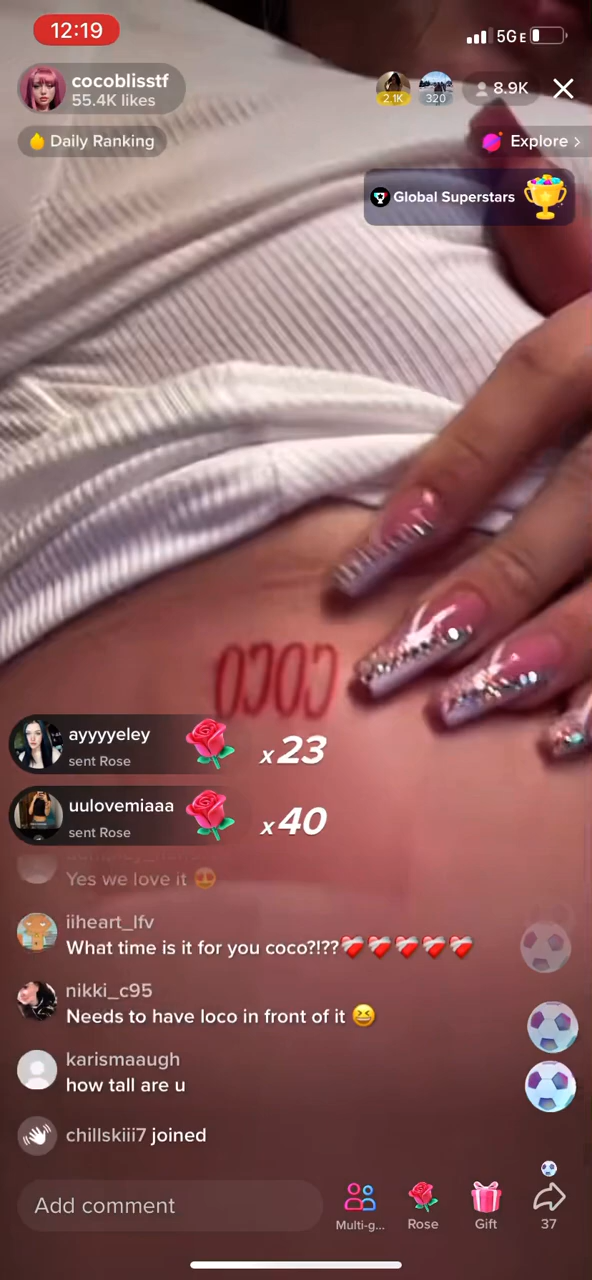 12:19
5GE
cocoblisstf
55.4K likes
2.1K
320
8.9K
Daily Ranking
Explore >
Global Superstars
COCO
ayyyyeley
sent Rose
x23
uulovemiaaa
sent Rose
x40
Yes we love it 😍
iiheart_lfv
What time is it for you coco?!??❤️‍🩹❤️‍🩹❤️‍🩹❤️‍🩹❤️‍🩹
nikki_c95
Needs to have loco in front of it 😆
karismaaugh
how tall are u
chillskiii7 joined
Add comment
Multi-g...
Rose
Gift
37